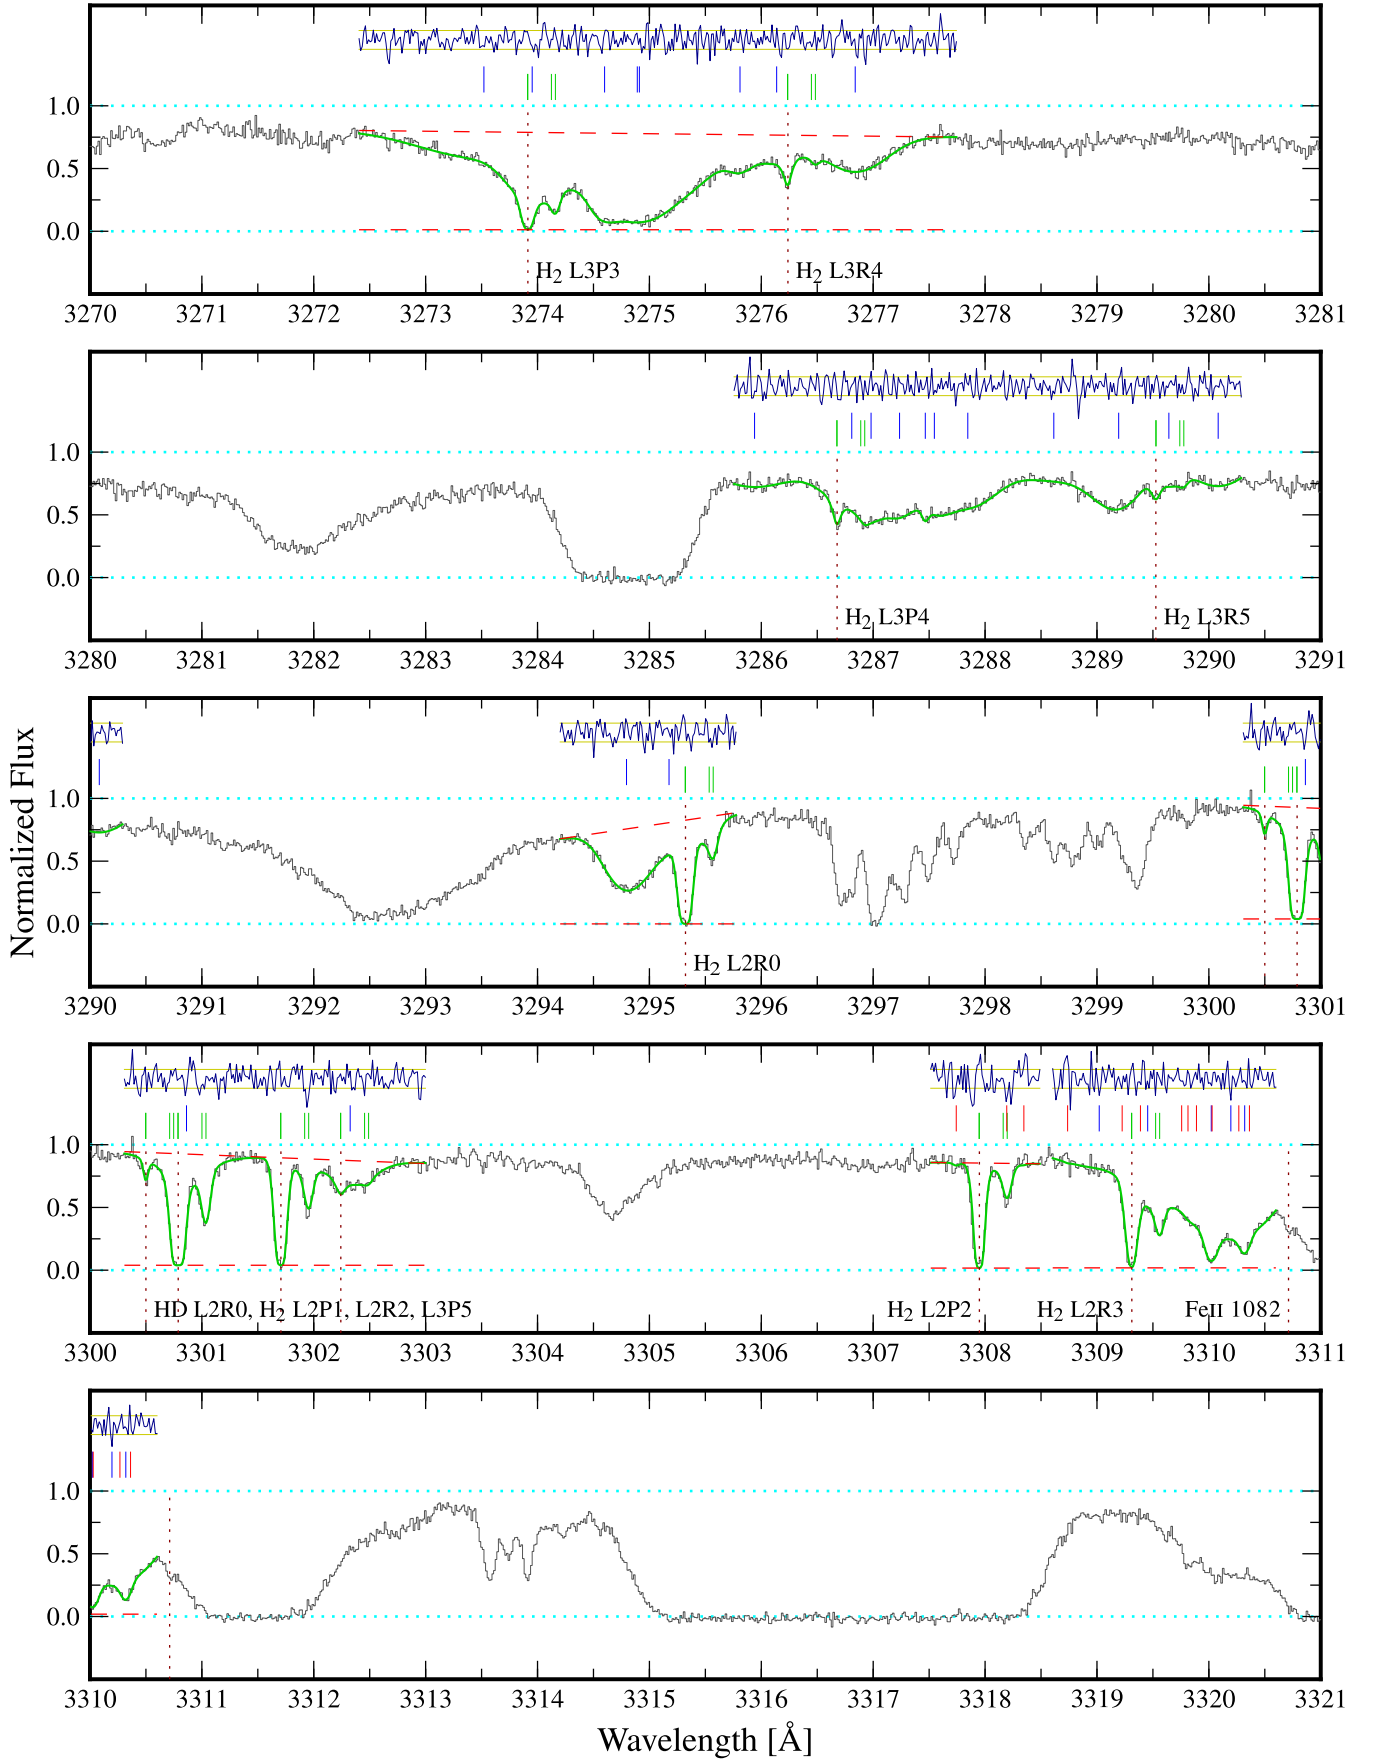 1.0
0.5
0.0
H2 L3P3 H2 L3R4
3270 3271 3272 3273 3274 3275 3276 3277 3278 3279 3280 3281
1.0
0.5
0.0
H2 L3P4 H2 L3R5
3280 3281 3282 3283 3284 3285 3286 3287 3288 3289 3290 3291
Normalized Flux
1.0
0.5
0.0
H2 L2R0
3290 3291 3292 3293 3294 3295 3296 3297 3298 3299 3300 3301
1.0
0.5
0.0
HD L2R0, H2 L2P1, L2R2, L3P5 H2 L2P2 H2 L2R3 FeII 1082
3300 3301 3302 3303 3304 3305 3306 3307 3308 3309 3310 3311
1.0
0.5
0.0
3310 3311 3312 3313 3314 3315 3316 3317 3318 3319 3320 3321
Wavelength [Å]